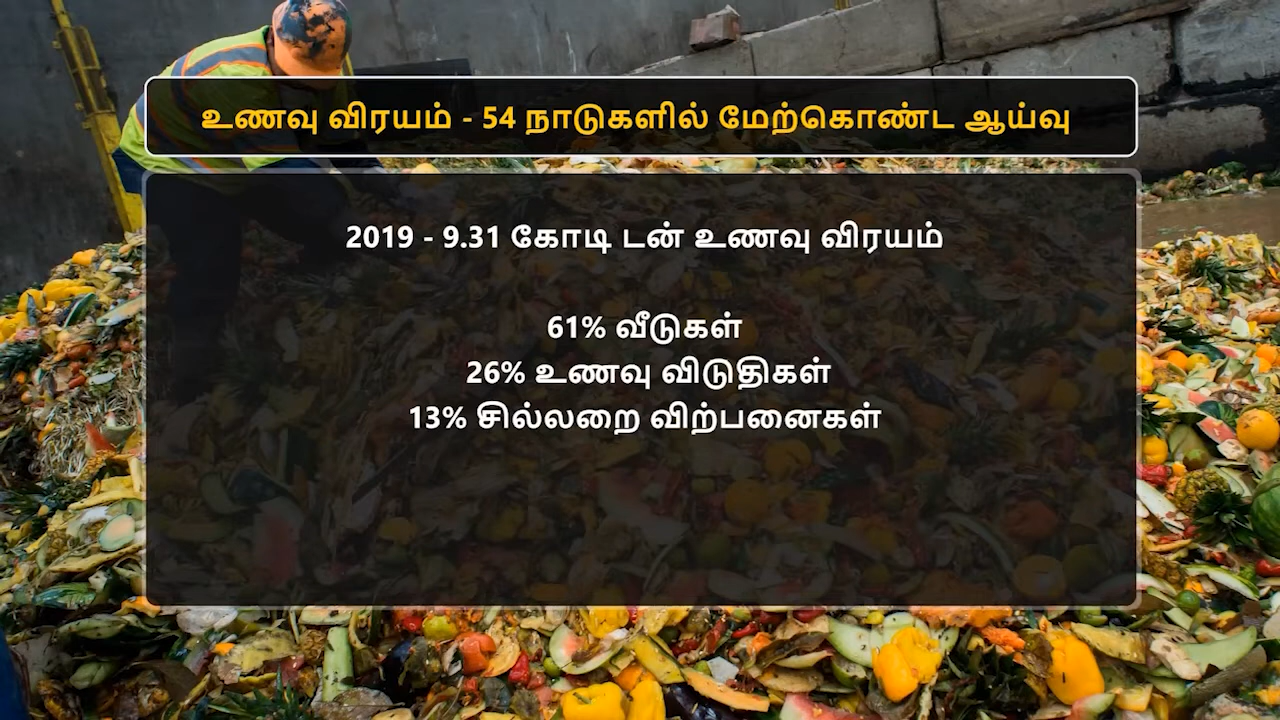 உணவு விரயம் - 54 நாடுகளில் மேற்கொண்ட ஆய்வு
2019 - 9.31 கோடி டன் உணவு விரயம்
61% வீடுகள்
26% உணவு விடுதிகள்
13% சில்லறை விற்பனைகள்